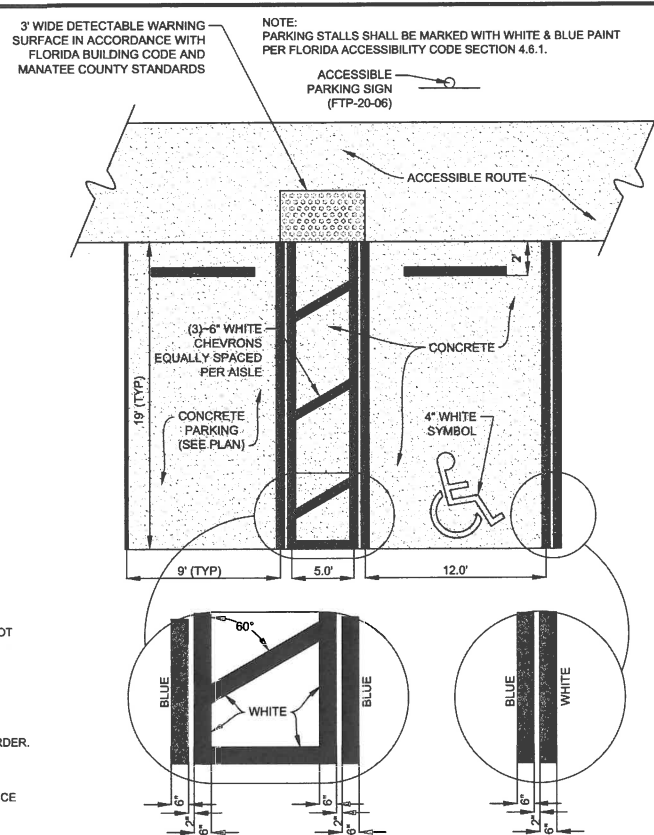 3' WIDE DETECTABLE WARNING
SURFACE IN ACCORDANCE WITH
FLORIDA BUILDING CODE AND
MANATEE COUNTY STANDARDS
NOTE:
PARKING STALLS SHALL BE MARKED WITH WHITE & BLUE PAINT
PER FLORIDA ACCESSIBILITY CODE SECTION 4.6.1.
ACCESSIBLE
PARKING SIGN
(FTP-20-06)
ACCESSIBLE ROUTE
2'
(3)-6" WHITE
CHEVRONS
EQUALLY SPACED
PER AISLE
CONCRETE
19' (TYP)
CONCRETE
PARKING
(SEE PLAN)
4" WHITE
SYMBOL
9' (TYP)
5.0'
12.0'
OT
60°
BLUE
WHITE
BLUE
BLUE
WHITE
RDER.
CE
6"
2"
6"
6"
2"
6"
6"
2"
6"